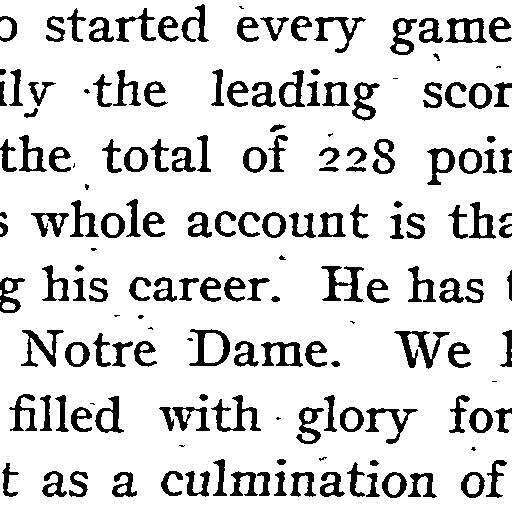 o started every game
ily the leading scor
the total of 228 poin
s whole account is tha
g his career. He has t
Notre Dame. We
filled with glory for
t as a culmination of